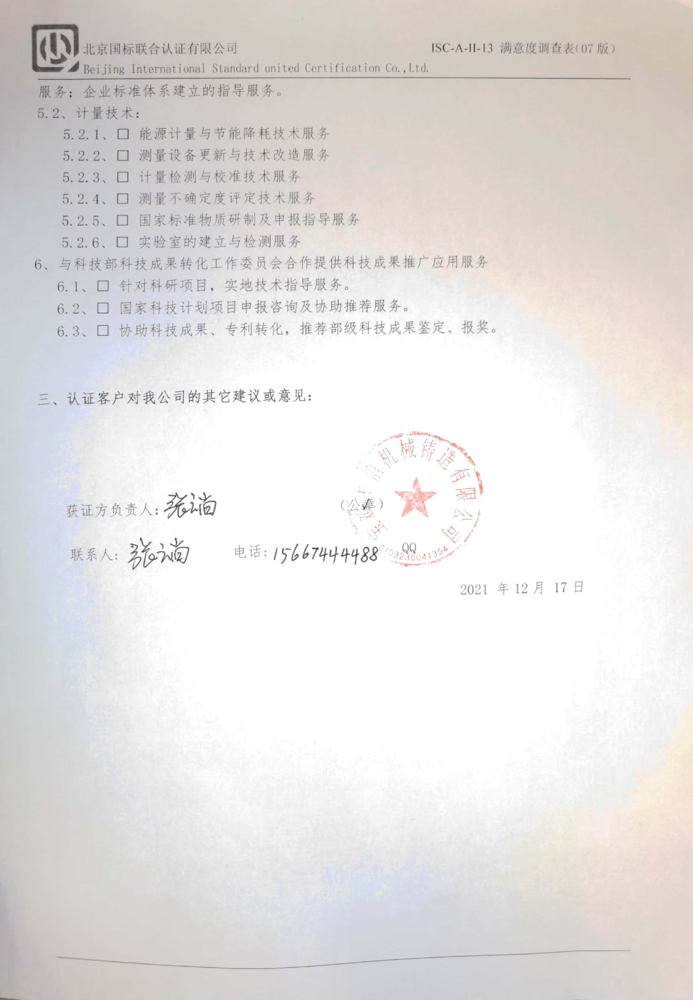 北京国标联合认证有限公司 ISC-A-II-13 满意度调查表(07 版)
Beijing International Standard united Certification Co.,Ltd.
服务；企业标准体系建立的指导服务。
5.2、计量技术：
5.2.1、□ 能源计量与节能降耗技术服务
5.2.2、□ 测量设备更新与技术改造服务
5.2.3、□ 计量检测与校准技术服务
5.2.4、□ 测量不确定度评定技术服务
5.2.5、□ 国家标准物质研制及申报指导服务
5.2.6、□ 实验室的建立与检测服务
6、与科技部科技成果转化工作委员会合作提供科技成果推广应用服务
6.1、□ 针对科研项目，实地技术指导服务。
6.2、□ 国家科技计划项目申报咨询及协助推荐服务。
6.3、□ 协助科技成果、专利转化，推荐部级科技成果鉴定、报奖。
三、认证客户对我公司的其它建议或意见：
机械铸造有限公司
获证方负责人：张 （公章）
联系人：张 电话：15667444488 QQ
6103230041354
2021 年 12 月 17 日